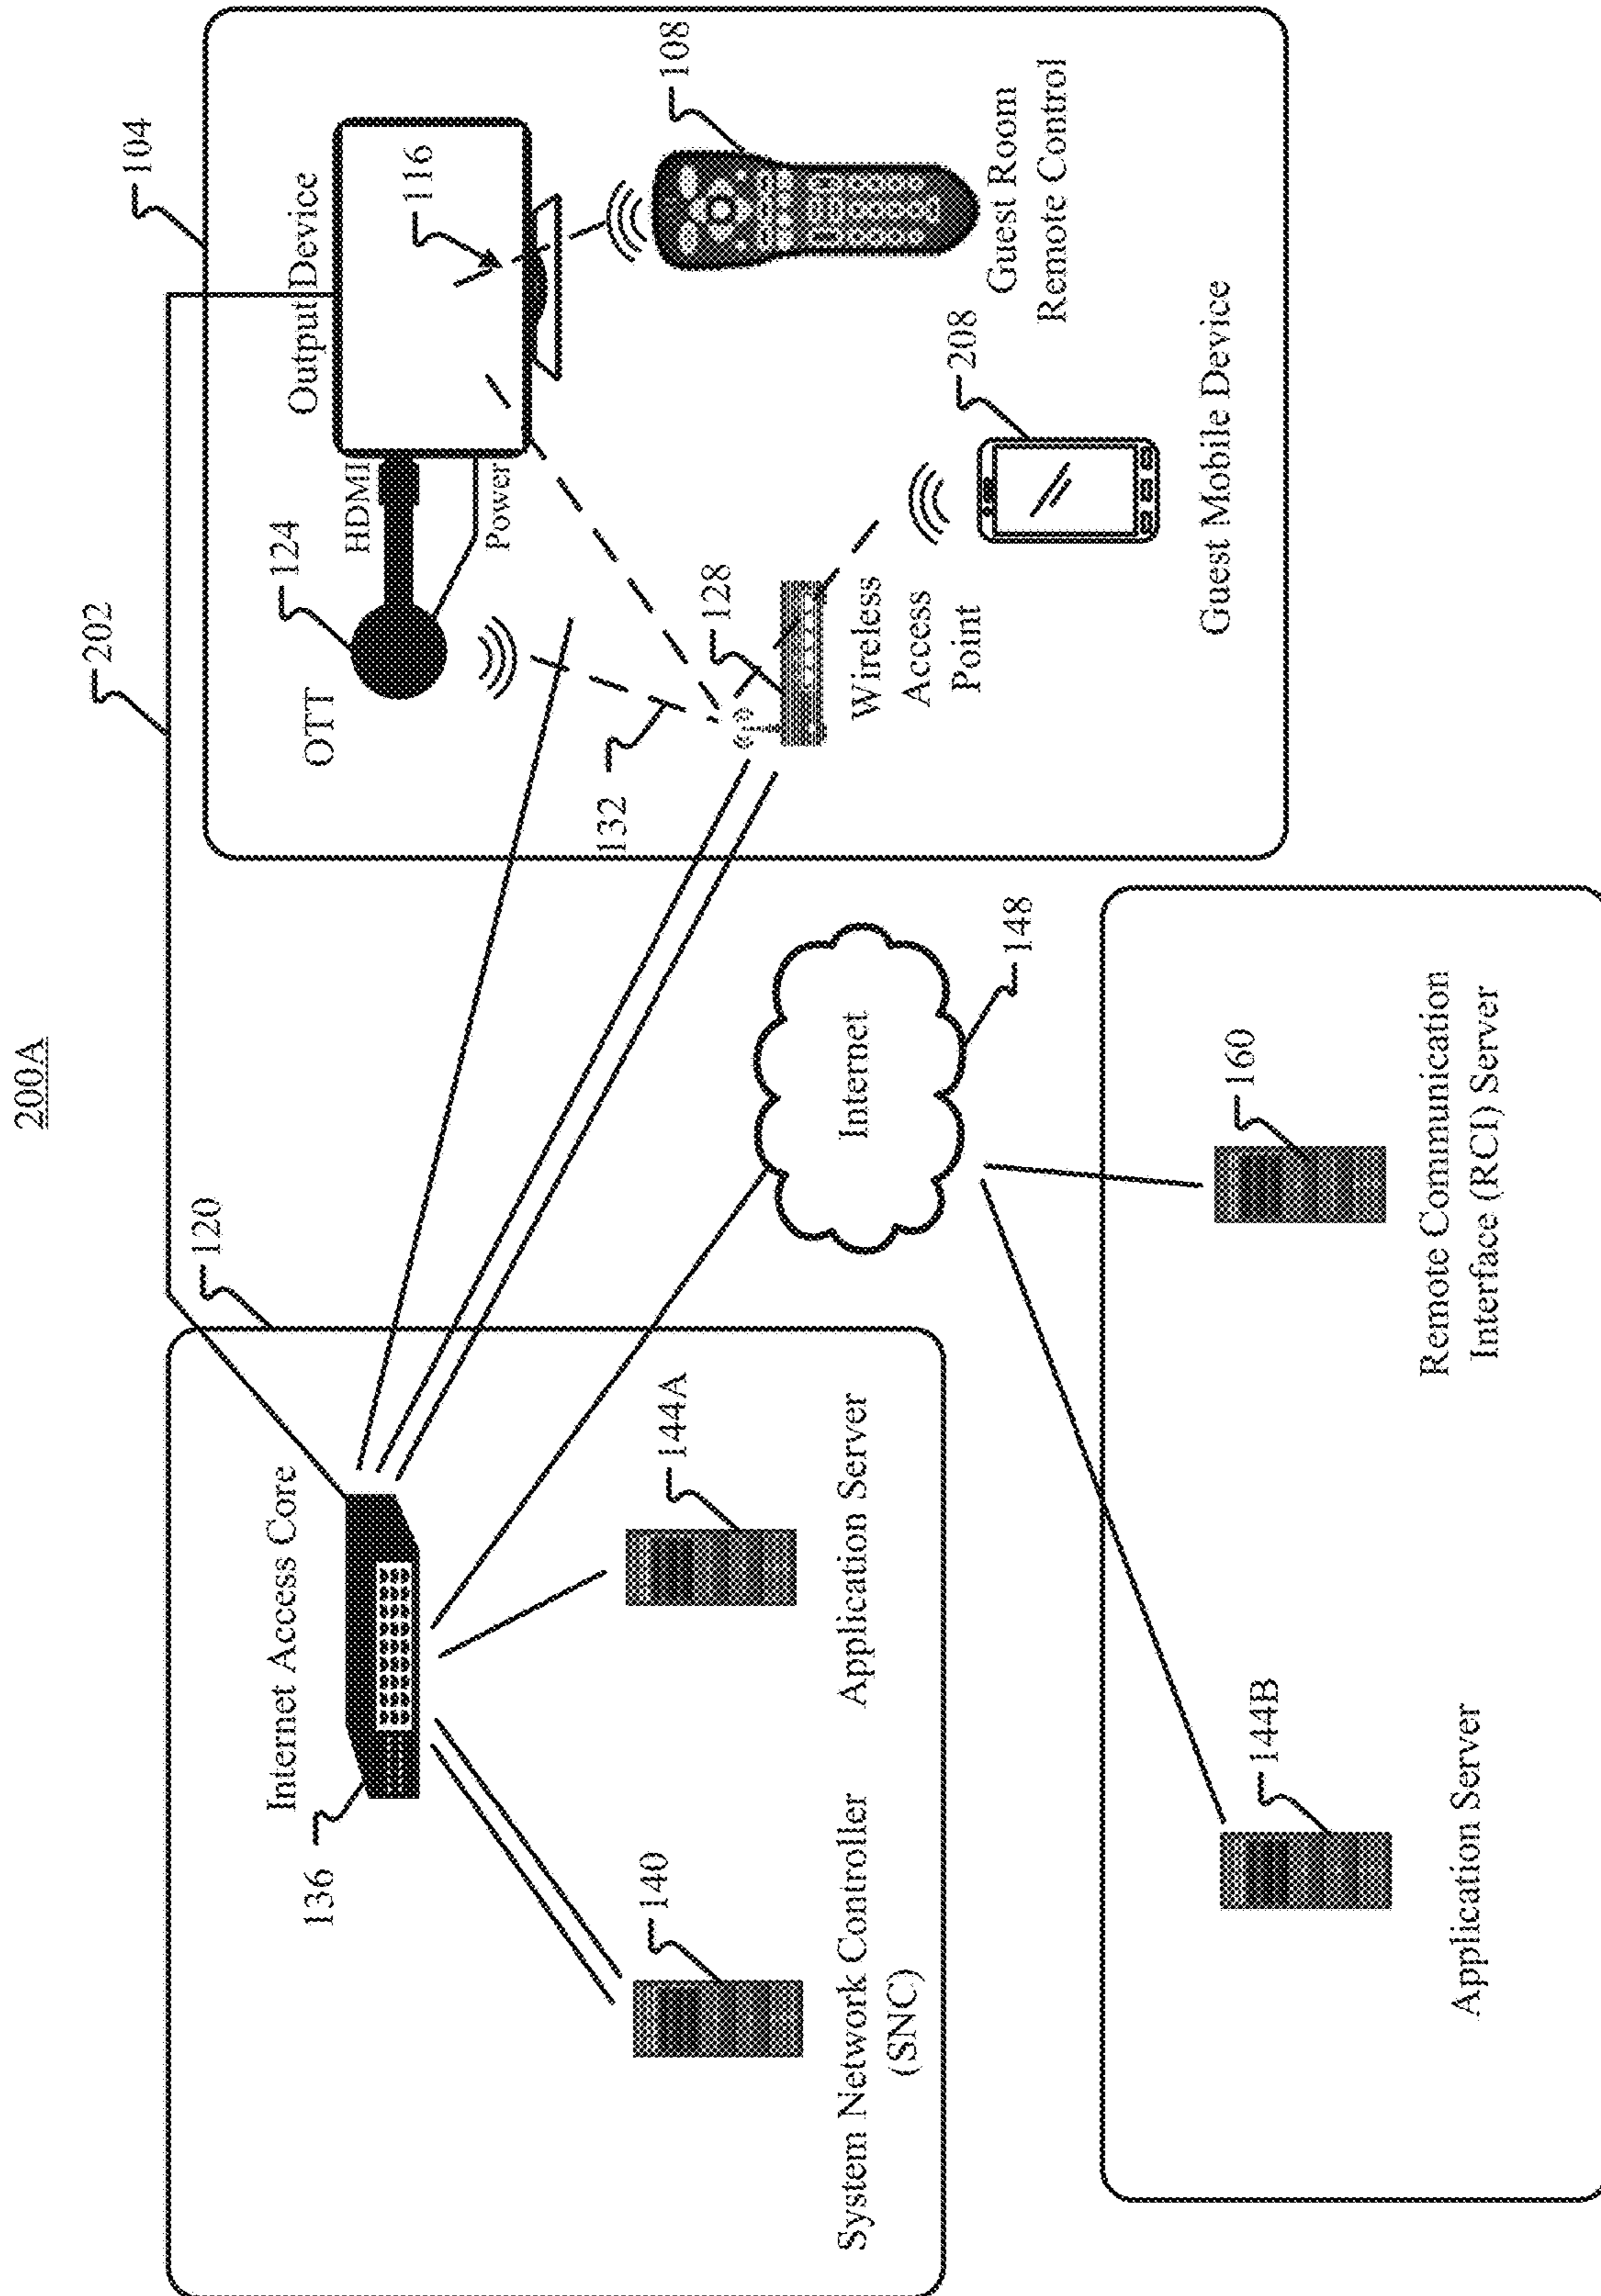 200A
202
104
Output Device
116
108
Guest Room
Remote Control
HDMI
Power
124
OTT
132
128
Wireless
Access
Point
208
Guest Mobile Device
120
Internet Access Core
136
144A
Application Server
140
System Network Controller
(SNC)
Internet
148
160
Remote Communication
Interface (RCI) Server
144B
Application Server